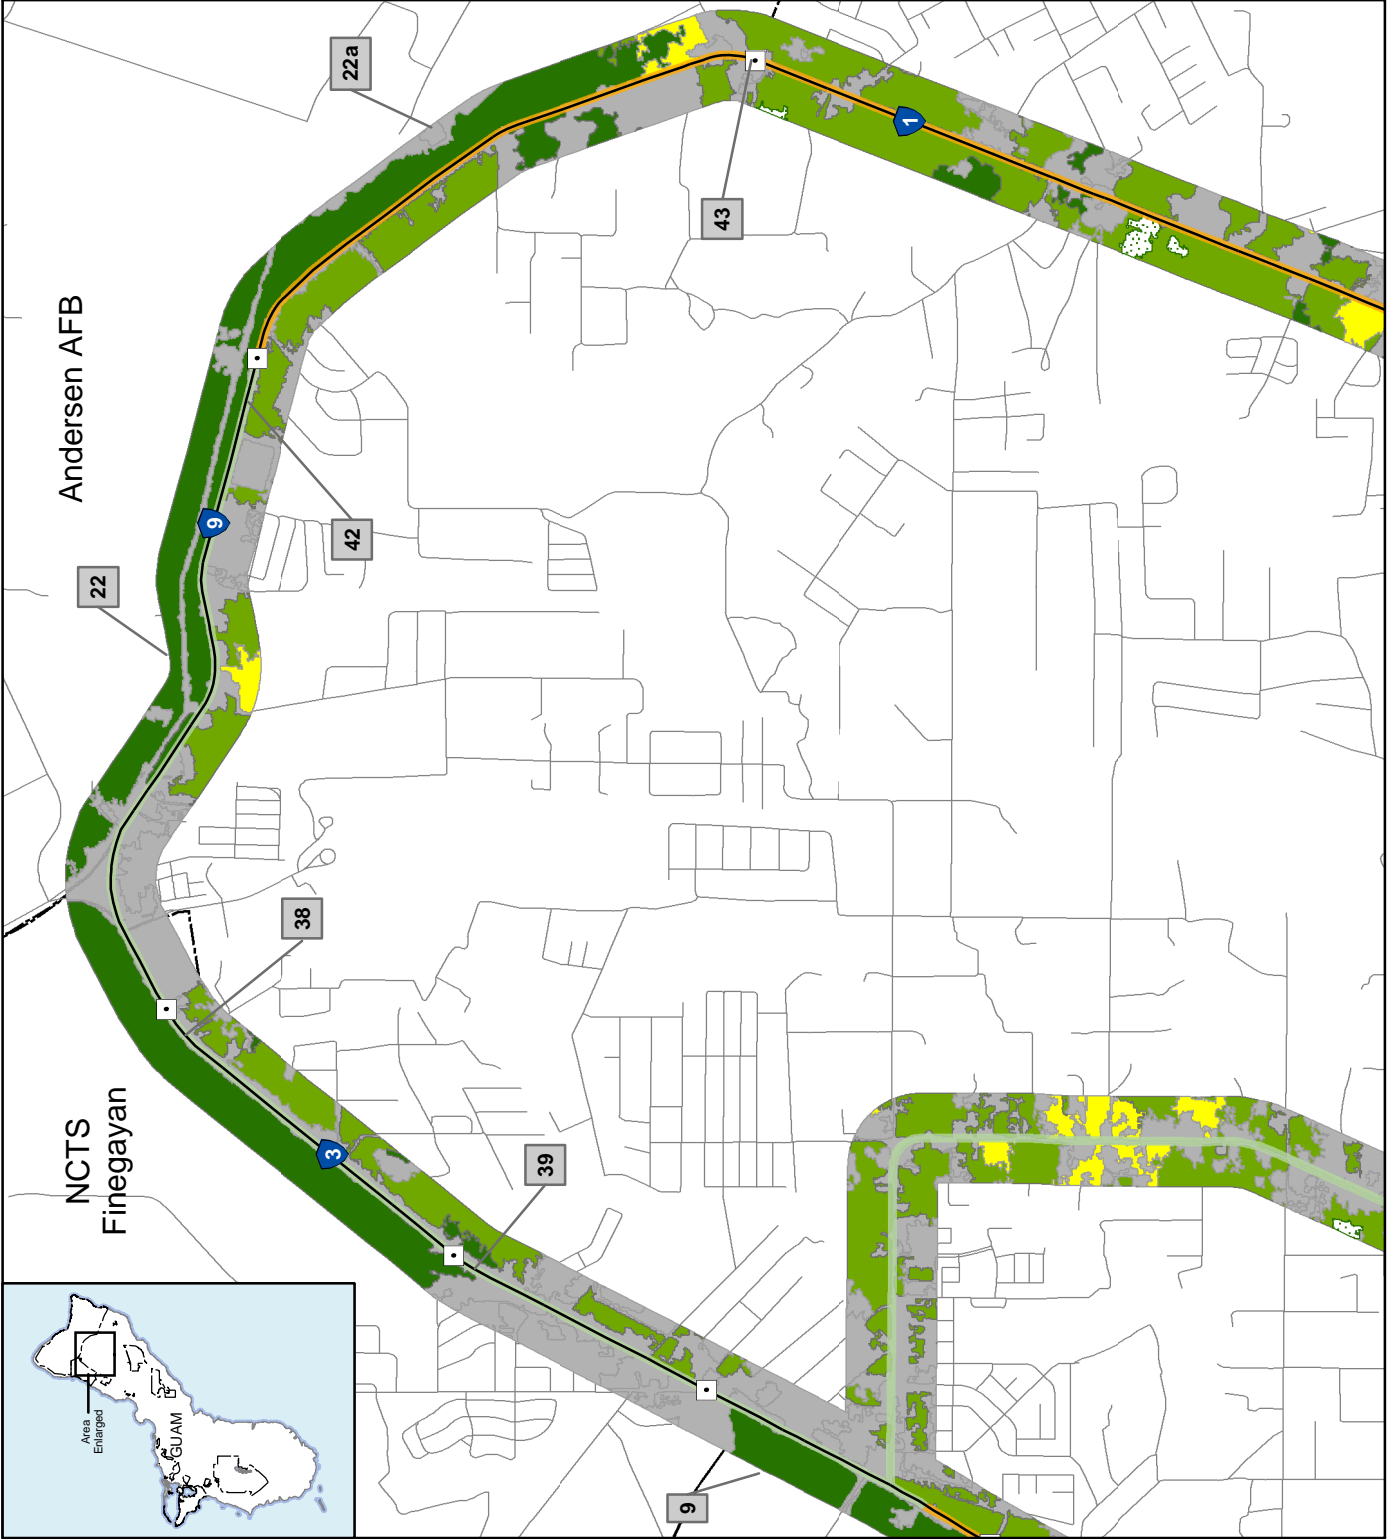 NCTS
Finegayan
Andersen AFB
22
22a
9
42
38
3
39
43
1
9
Area
Enlarged
GUAM